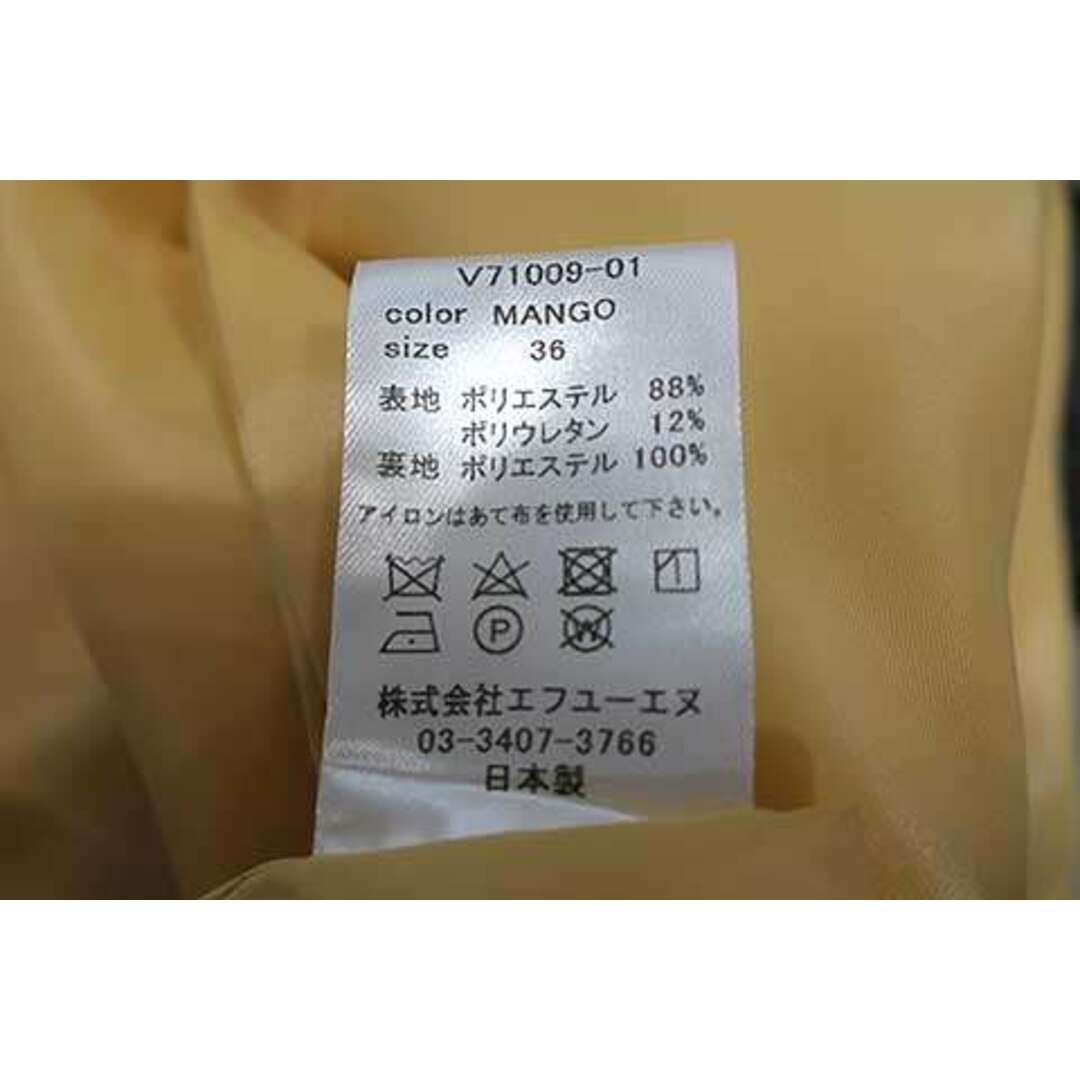 V71009-01
color MANGO
size 36
表地 ポリエステル 88%
ポリウレタン 12%
裏地 ポリエステル 100%
アイロンはあて布を使用して下さい。
P W
株式会社エフユーエヌ
03-3407-3766
日本製